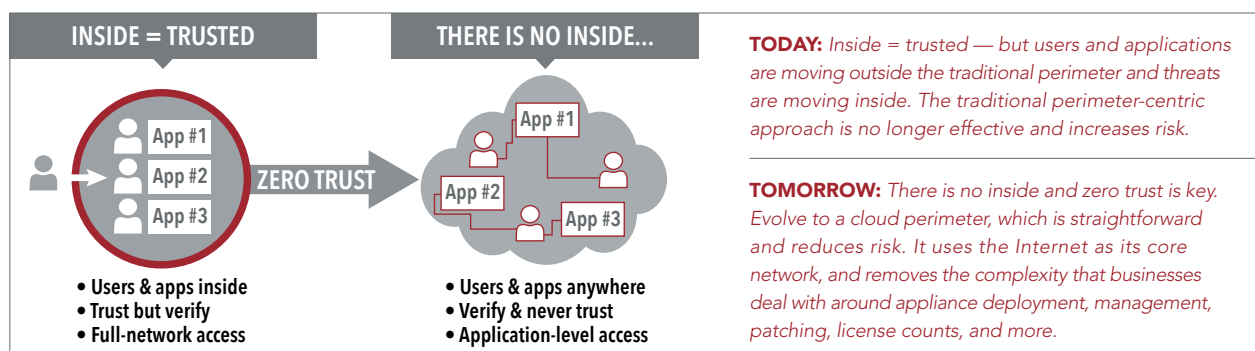 INSIDE = TRUSTED
App #1
App #2
App #3
• Users & apps inside
• Trust but verify
• Full-network access
ZERO TRUST
THERE IS NO INSIDE...
App #1
App #2
App #3
• Users & apps anywhere
• Verify & never trust
• Application-level access
TODAY: Inside = trusted — but users and applications
are moving outside the traditional perimeter and threats
are moving inside. The traditional perimeter-centric
approach is no longer effective and increases risk.
TOMORROW: There is no inside and zero trust is key.
Evolve to a cloud perimeter, which is straightforward
and reduces risk. It uses the Internet as its core
network, and removes the complexity that businesses
deal with around appliance deployment, management,
patching, license counts, and more.